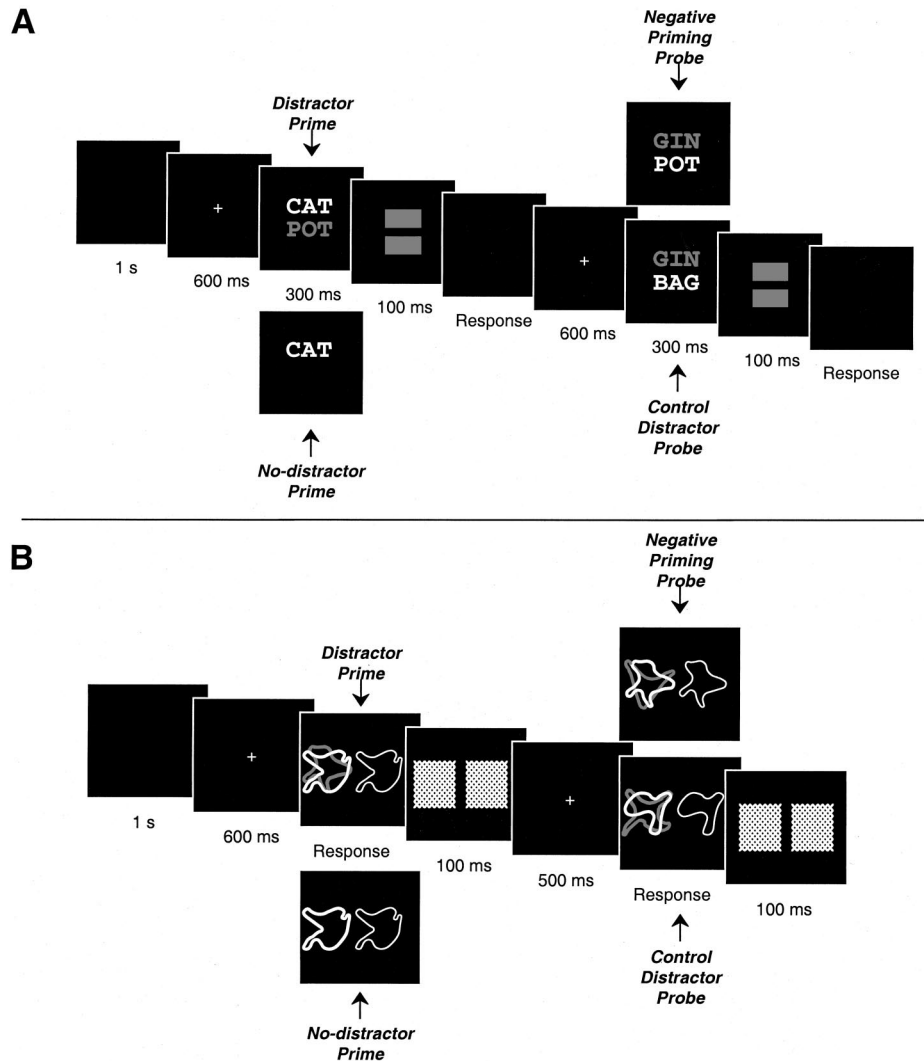 A
Negative
Priming
Probe
Distractor
Prime
GIN
POT
CAT
POT
+
+
GIN
BAG
1 s
600 ms
300 ms
100 ms
Response
600 ms
300 ms
100 ms
Response
CAT
No-distractor
Prime
Control
Distractor
Probe
B
Negative
Priming
Probe
Distractor
Prime
+
+
1 s
600 ms
Response
100 ms
500 ms
Response
100 ms
No-distractor
Prime
Control
Distractor
Probe